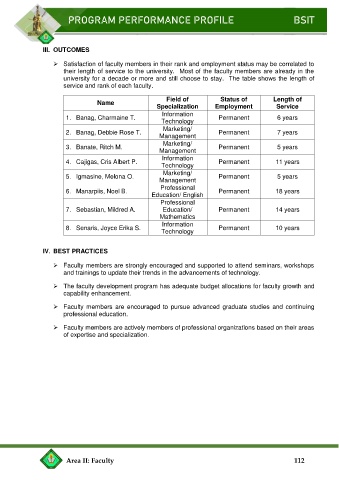 PROGRAM PERFORMANCE PROFILE BSIT
III. OUTCOMES
➢ Satisfaction of faculty members in their rank and employment status may be correlated to
their length of service to the university. Most of the faculty members are already in the
university for a decade or more and still choose to stay. The table shows the length of
service and rank of each faculty.
Name Field of Specialization Status of Employment Length of Service
1. Banag, Charmaine T. Information Technology Permanent 6 years
2. Banag, Debbie Rose T. Marketing/ Management Permanent 7 years
3. Banate, Ritch M. Marketing/ Management Permanent 5 years
4. Cajigas, Cris Albert P. Information Technology Permanent 11 years
5. Igmasine, Melona O. Marketing/ Management Permanent 5 years
6. Manarpiis, Noel B. Professional Education/ English Permanent 18 years
7. Sebastian, Mildred A. Professional Education/ Mathematics Permanent 14 years
8. Senaris, Joyce Erika S. Information Technology Permanent 10 years
IV. BEST PRACTICES
➢ Faculty members are strongly encouraged and supported to attend seminars, workshops
and trainings to update their trends in the advancements of technology.
➢ The faculty development program has adequate budget allocations for faculty growth and
capability enhancement.
➢ Faculty members are encouraged to pursue advanced graduate studies and continuing
professional education.
➢ Faculty members are actively members of professional organizations based on their areas
of expertise and specialization.
Area II: Faculty 112